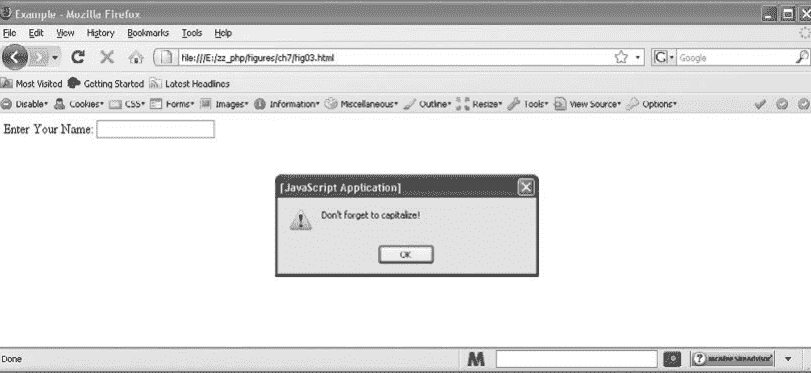 Example - Mozilla Firefox
File Edit View History Bookmarks Tools Help
file:///E:/zz_php/figures/ch7/fig03.html
G Google
Most Visited Getting Started Latest Headlines
Disable Cookies CSS Forms Images Information Miscellaneous Outline Resize Tools View Source Options
Enter Your Name:
[JavaScript Application]
Don't forget to capitalize!
OK
Done
M